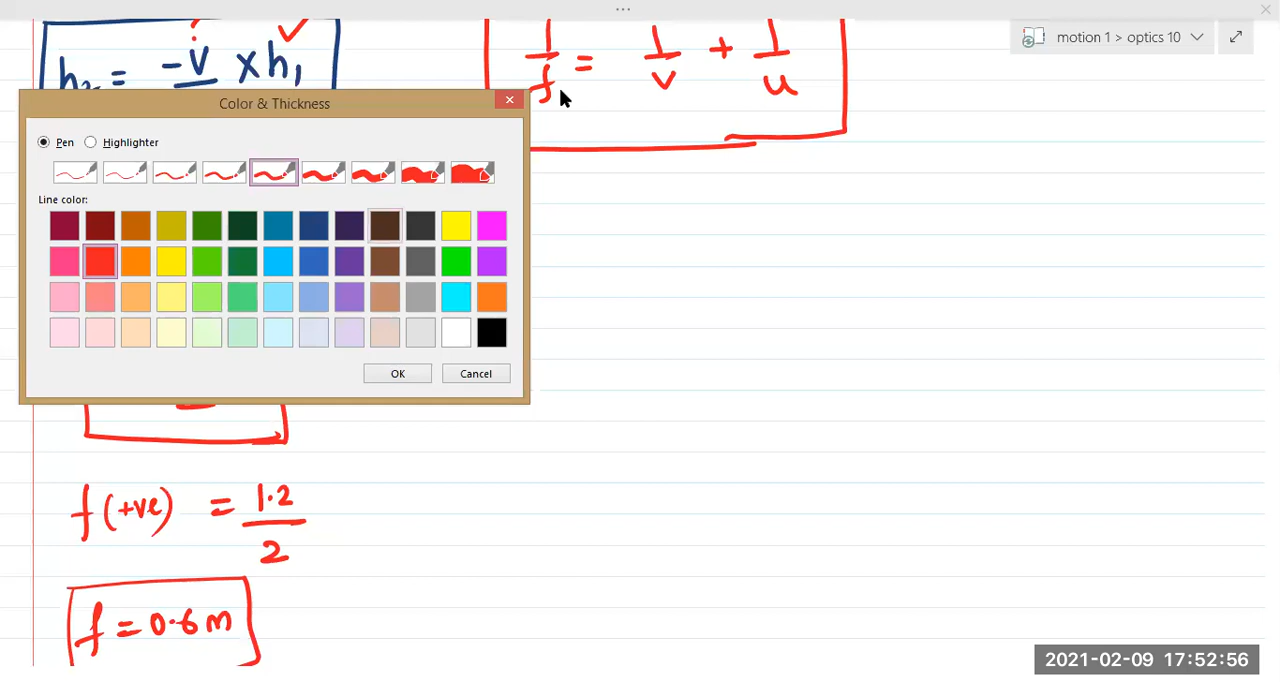 ...
motion 1 > optics 10
? ✓
h₂ = -v/ × h₁
1/f = 1/v + 1/u
Color & Thickness
Pen Highlighter
Line color:
OK Cancel
f (+ve) = 1.2/2
f = 0.6 m
2021-02-09 17:52:56